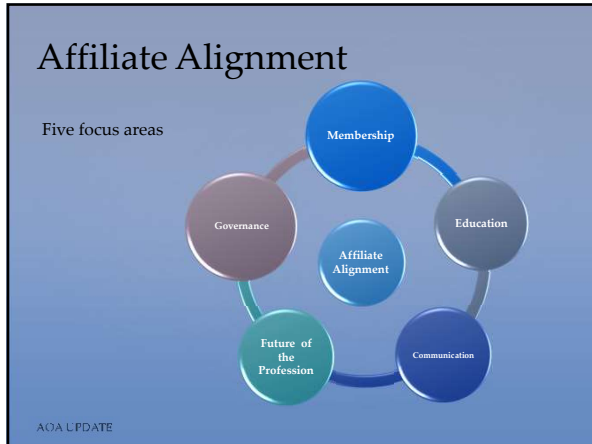 Affiliate Alignment
Five focus areas
Membership
Education
Communication
Future of
the
Profession
Governance
Affiliate
Alignment
AOA UPDATE